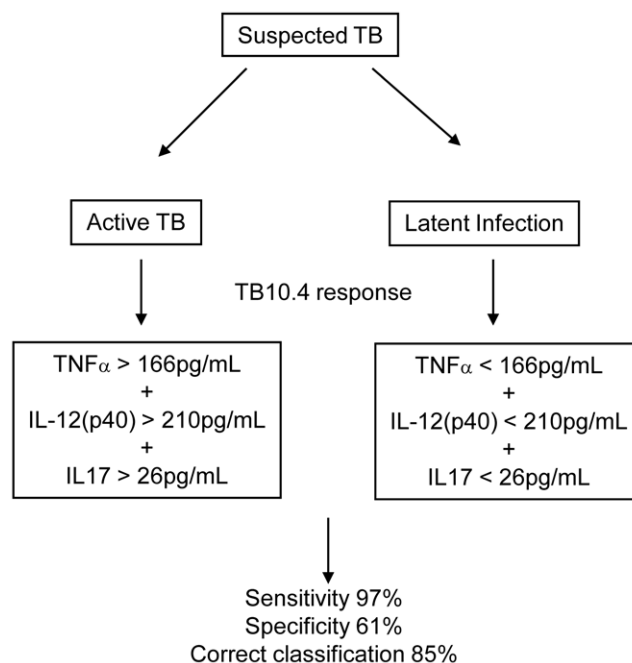 Suspected TB
Active TB
Latent Infection
TB10.4 response
TNFα > 166pg/mL
+
IL-12(p40) > 210pg/mL
+
IL17 > 26pg/mL
TNFα < 166pg/mL
+
IL-12(p40) < 210pg/mL
+
IL17 < 26pg/mL
Sensitivity 97%
Specificity 61%
Correct classification 85%